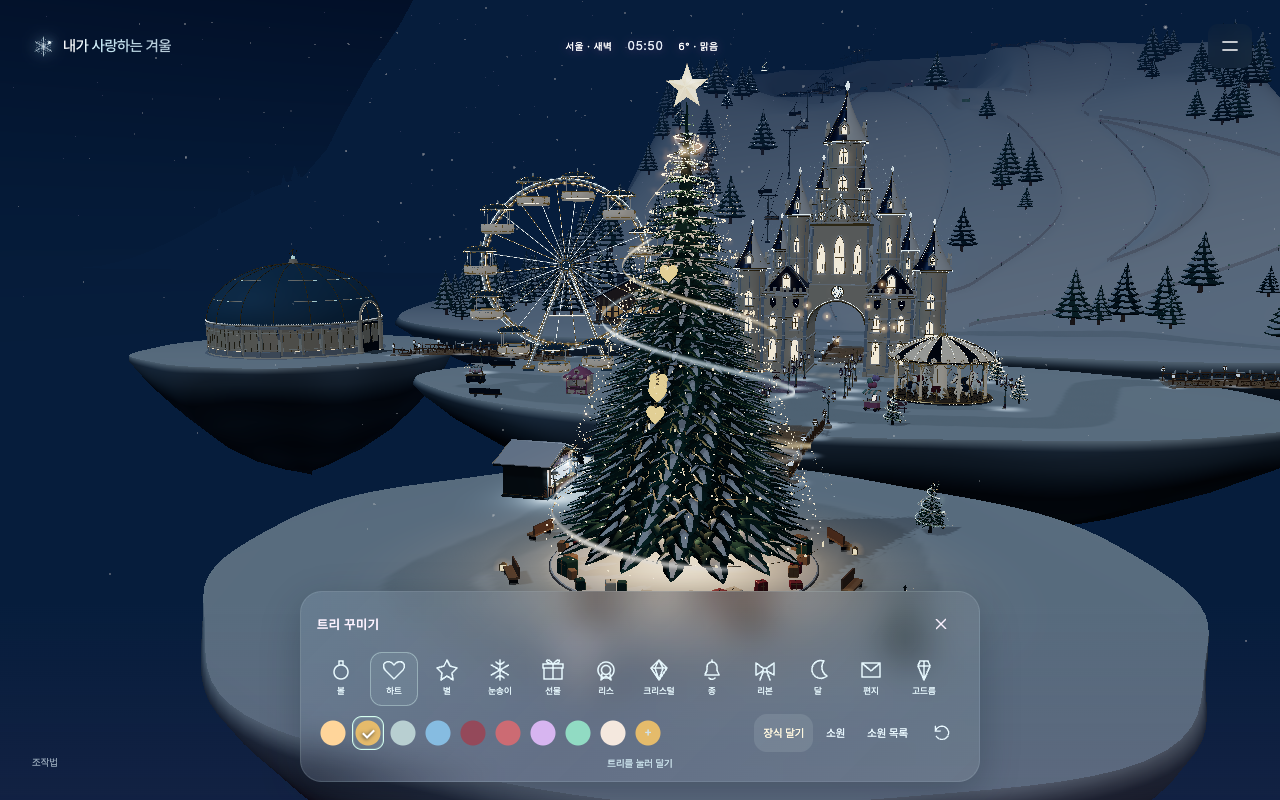 내가 사랑하는 겨울
서울 · 새벽 05:50 6° · 맑음
트리 꾸미기
볼 하트 별 눈송이 선물 리스 크리스털 종 리본 달 편지 고드름
장식 달기 소원 소원 목록
트리를 눌러 달기
조작법